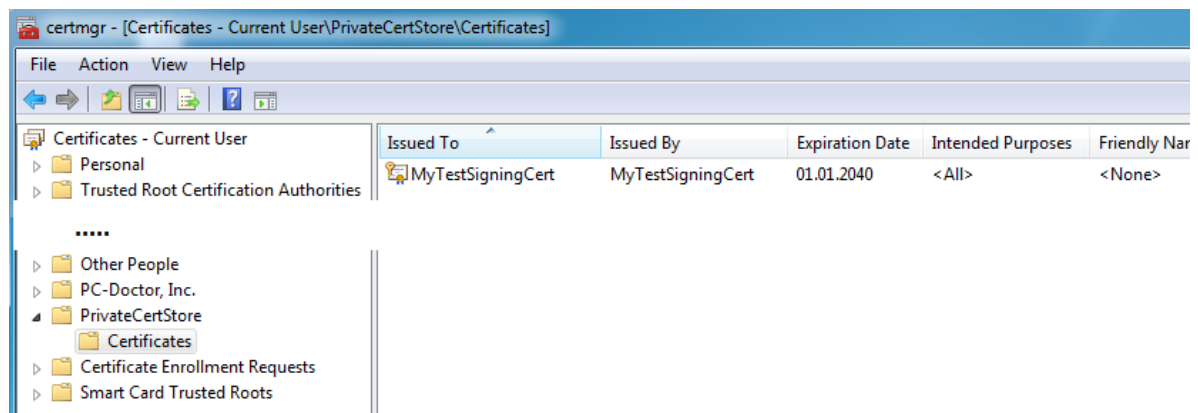 certmgr - [Certificates - Current User\PrivateCertStore\Certificates]
File Action View Help
Certificates - Current User
Personal
Trusted Root Certification Authorities
.....
Other People
PC-Doctor, Inc.
PrivateCertStore
Certificates
Certificate Enrollment Requests
Smart Card Trusted Roots
Issued To Issued By Expiration Date Intended Purposes Friendly Nar
MyTestSigningCert MyTestSigningCert 01.01.2040 <All> <None>